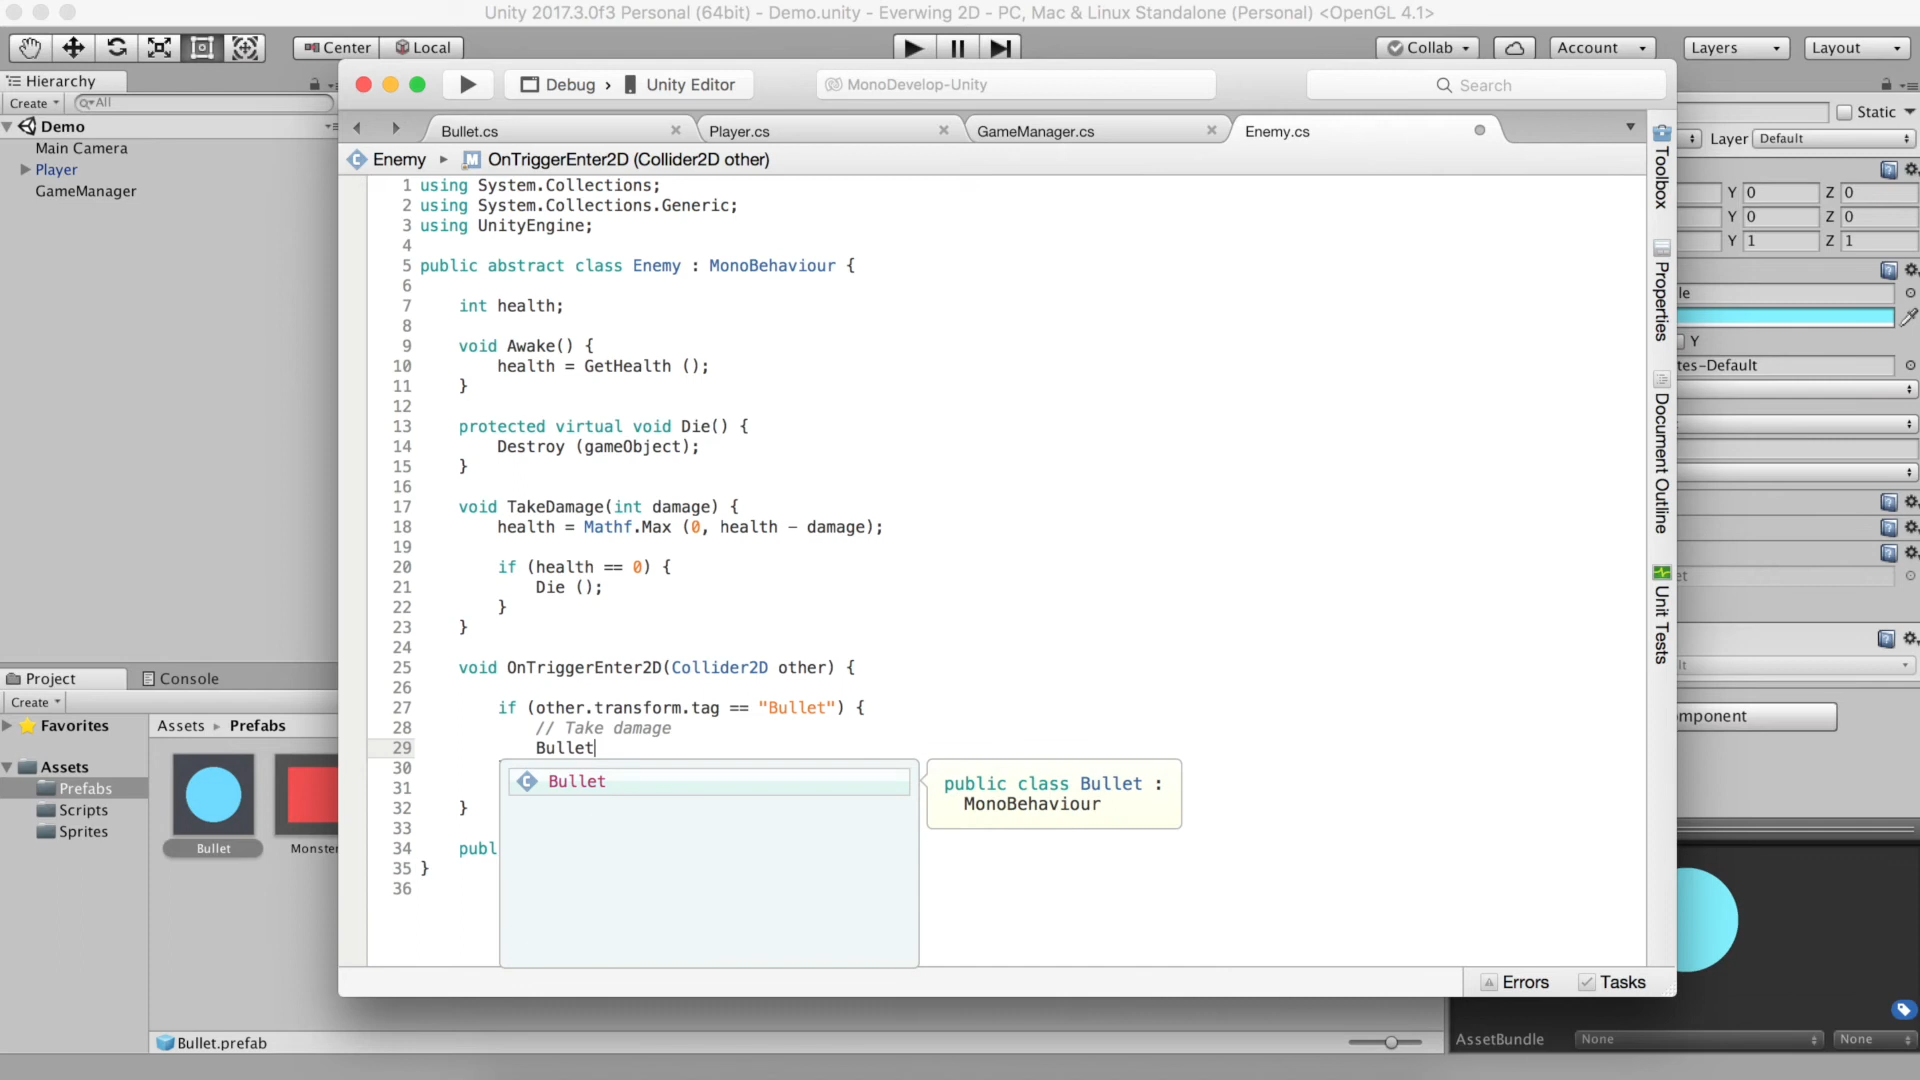 Unity 2017.3.0f3 Personal (64bit) - Demo.unity - Everwing 2D - PC, Mac & Linux Standalone (Personal) <OpenGL 4.1>
Center Local Collab Account Layers Layout
Hierarchy
Create All
Demo
Main Camera
Player
GameManager
Debug › Unity Editor MonoDevelop-Unity Search
Bullet.cs Player.cs GameManager.cs Enemy.cs
Enemy OnTriggerEnter2D (Collider2D other)
1 using System.Collections;
2 using System.Collections.Generic;
3 using UnityEngine;
4
5 public abstract class Enemy : MonoBehaviour {
6
7 int health;
8
9 void Awake() {
10 health = GetHealth ();
11 }
12
13 protected virtual void Die() {
14 Destroy (gameObject);
15 }
16
17 void TakeDamage(int damage) {
18 health = Mathf.Max (0, health - damage);
19
20 if (health == 0) {
21 Die ();
22 }
23 }
24
25 void OnTriggerEnter2D(Collider2D other) {
26
27 if (other.transform.tag == "Bullet") {
28 // Take damage
29 Bullet
30
31
32 }
33
34 publ
35 }
36
Bullet
public class Bullet :
MonoBehaviour
Errors Tasks
Toolbox
Properties
Document Outline
Unit Tests
Static
Layer Default
Y 0 Z 0
Y 0 Z 0
Y 1 Z 1
le
Y
tes-Default
et
lt
mponent
Project Console
Create
Favorites
Assets
Prefabs
Scripts
Sprites
Assets Prefabs
Bullet
Monste
Bullet.prefab
AssetBundle None None